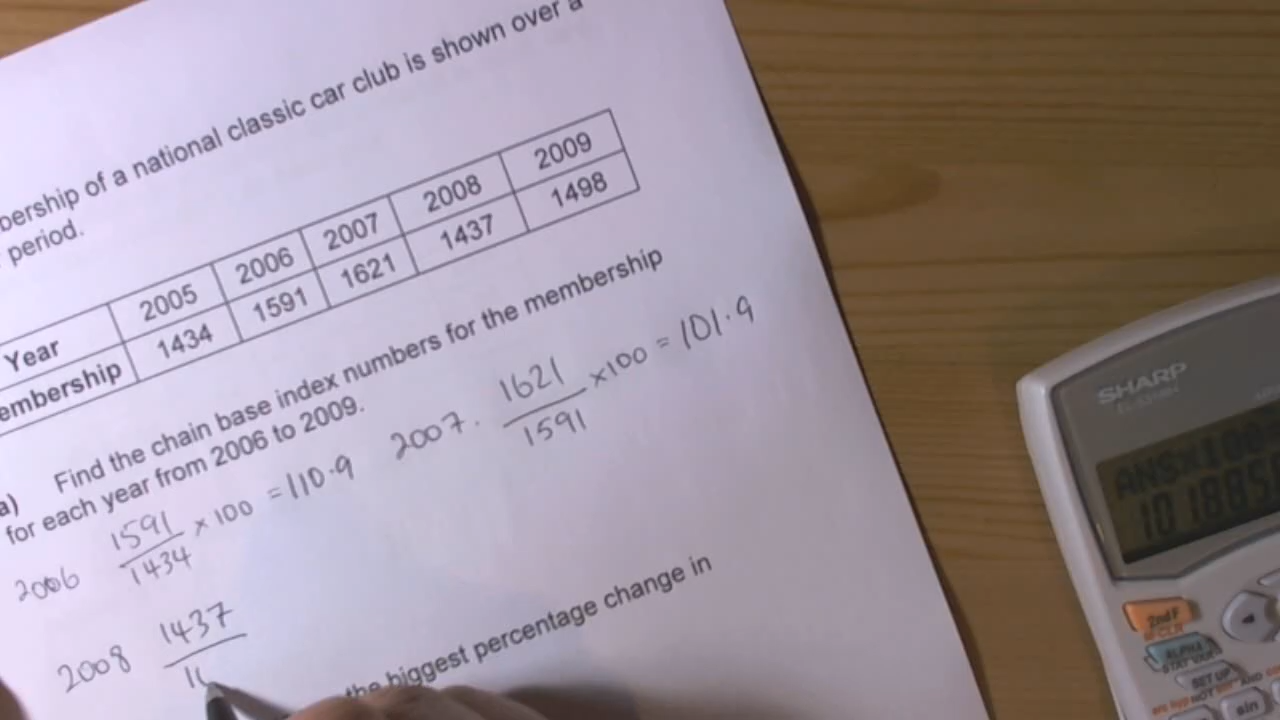 bership of a national classic car club is shown over a
period.
Year 2005 2006 2007 2008 2009
embership 1434 1591 1621 1437 1498
a) Find the chain base index numbers for the membership
for each year from 2006 to 2009.
2006 1591/1434 × 100 = 110.9
2007. 1621/1591 ×100 = 101.9
2008 1437/
the biggest percentage change in
SHARP
ANS×100=
101.885
2ndF
ALPHA
STAT VAR
SET UP
sin